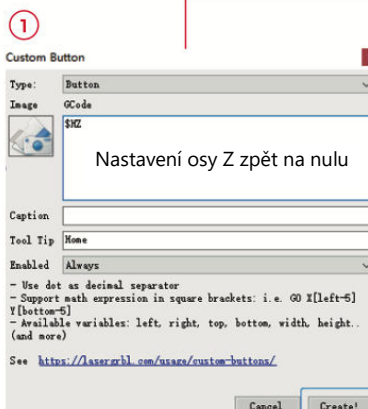 1
Custom Button
Type: Button
Image GCode
$HZ
Nastavení osy Z zpět na nulu
Caption
Tool Tip Home
Enabled Always
- Use dot as decimal separator
- Support math expression in square brackets: i.e. G0 X[left-5]
Y[bottom-5]
- Available variables: left, right, top, bottom, width, height..
(and more)
See https://lasergrbl.com/usage/custom-buttons/
Cancel Create!